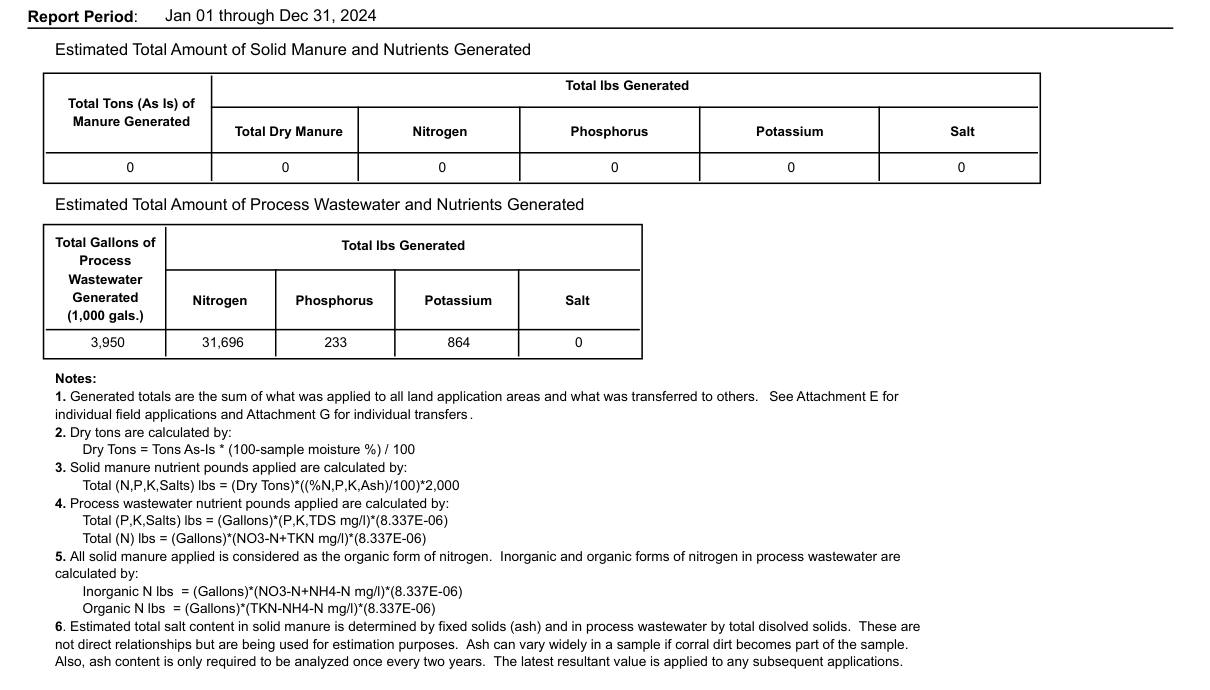 Report Period: Jan 01 through Dec 31, 2024
Estimated Total Amount of Solid Manure and Nutrients Generated
Total Tons (As Is) of
Manure Generated
Total lbs Generated
Total Dry Manure Nitrogen Phosphorus Potassium Salt
0 0 0 0 0 0
Estimated Total Amount of Process Wastewater and Nutrients Generated
Total Gallons of
Process
Wastewater
Generated
(1,000 gals.)
Total lbs Generated
Nitrogen Phosphorus Potassium Salt
3,950 31,696 233 864 0
Notes:
1. Generated totals are the sum of what was applied to all land application areas and what was transferred to others. See Attachment E for
individual field applications and Attachment G for individual transfers.
2. Dry tons are calculated by:
Dry Tons = Tons As-Is * (100-sample moisture %) / 100
3. Solid manure nutrient pounds applied are calculated by:
Total (N,P,K,Salts) lbs = (Dry Tons)*((%N,P,K,Ash)/100)*2,000
4. Process wastewater nutrient pounds applied are calculated by:
Total (P,K,Salts) lbs = (Gallons)*(P,K,TDS mg/l)*(8.337E-06)
Total (N) lbs = (Gallons)*(NO3-N+TKN mg/l)*(8.337E-06)
5. All solid manure applied is considered as the organic form of nitrogen. Inorganic and organic forms of nitrogen in process wastewater are
calculated by:
Inorganic N lbs = (Gallons)*(NO3-N+NH4-N mg/l)*(8.337E-06)
Organic N lbs = (Gallons)*(TKN-NH4-N mg/l)*(8.337E-06)
6. Estimated total salt content in solid manure is determined by fixed solids (ash) and in process wastewater by total disolved solids. These are
not direct relationships but are being used for estimation purposes. Ash can vary widely in a sample if corral dirt becomes part of the sample.
Also, ash content is only required to be analyzed once every two years. The latest resultant value is applied to any subsequent applications.